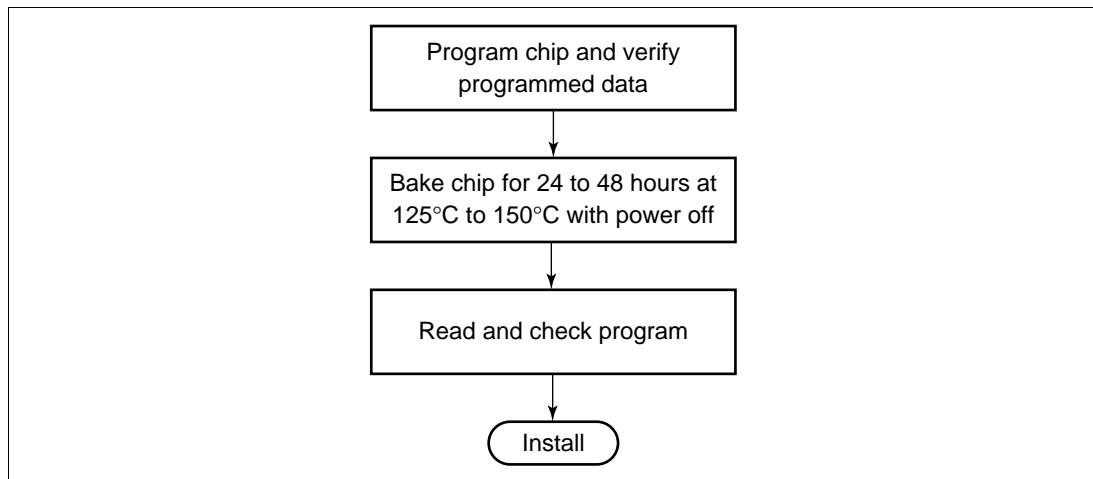 Program chip and verify
programmed data
Bake chip for 24 to 48 hours at
125°C to 150°C with power off
Read and check program
Install